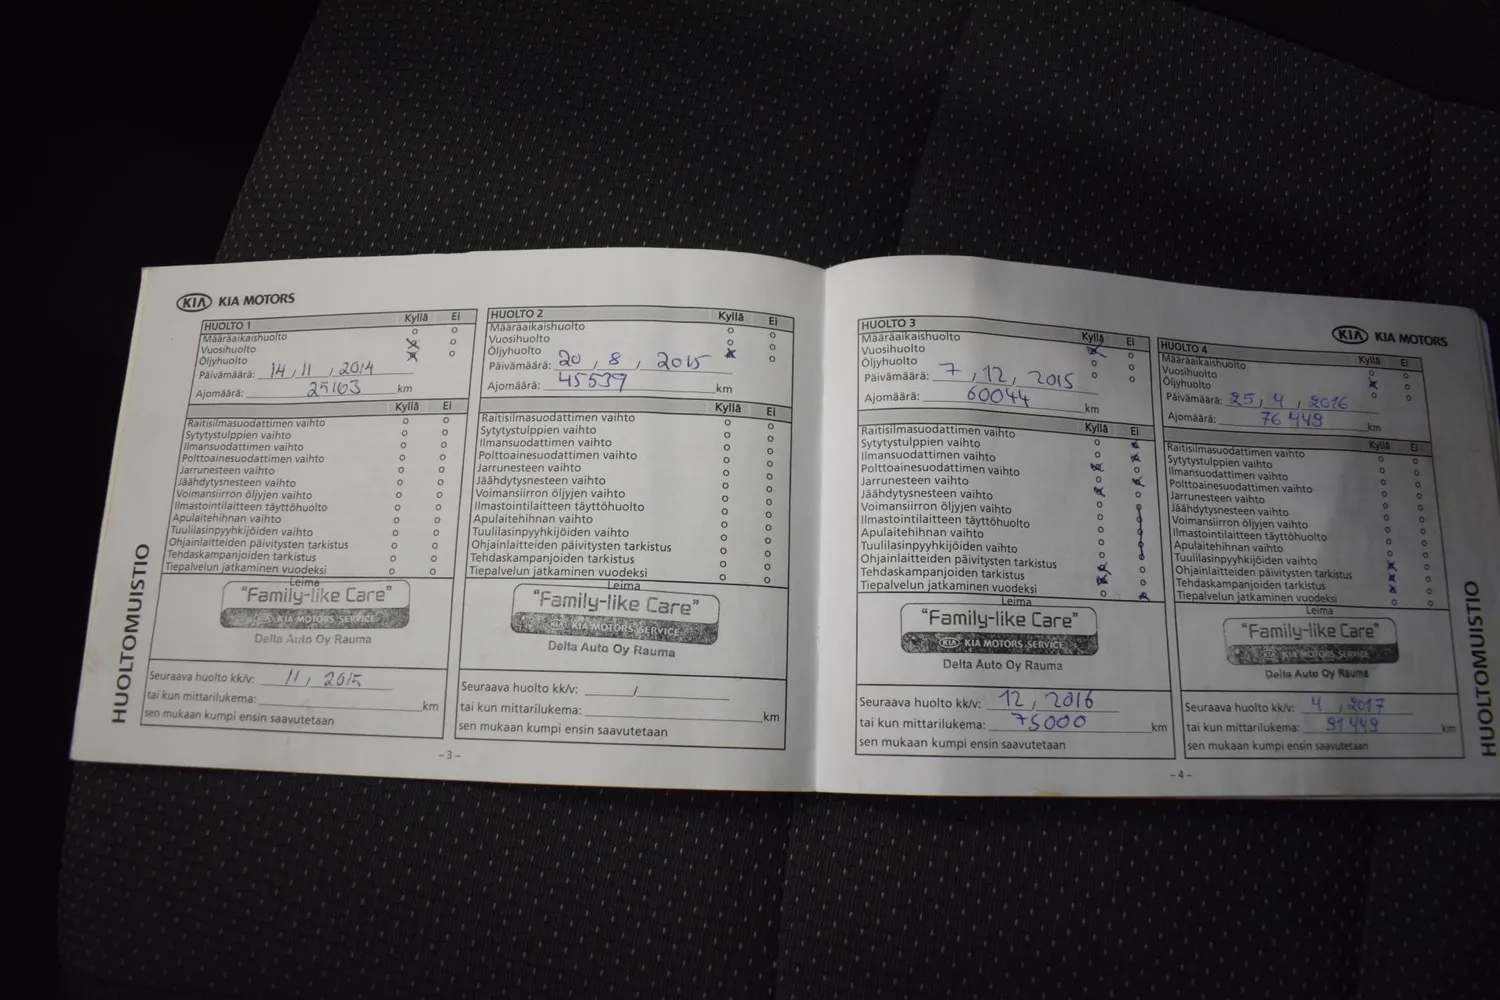 KIA KIA MOTORS
HUOLTOMUISTIO
HUOLTO 1 Kyllä Ei
Määräaikaishuolto
Vuosihuolto
Öljyhuolto
Päivämäärä: 14, 11, 2014
Ajomäärä: 25163 km
Kyllä Ei
Raitisilmasuodattimen vaihto
Sytytystulppien vaihto
Ilmansuodattimen vaihto
Polttoainesuodattimen vaihto
Jarrunesteen vaihto
Jäähdytysnesteen vaihto
Voimansiirron öljyjen vaihto
Ilmastointilaitteen täyttöhuolto
Apulaitehihnan vaihto
Tuulilasinpyyhkijöiden vaihto
Ohjainlaitteiden päivitysten tarkistus
Tehdaskampanjoiden tarkistus
Tiepalvelun jatkaminen vuodeksi
Leima
"Family-like Care"
KIA KIA MOTORS SERVICE
Delta Auto Oy Rauma
Seuraava huolto kk/v: 11, 2015
tai kun mittarilukema: km
sen mukaan kumpi ensin saavutetaan
HUOLTO 2 Kyllä Ei
Määräaikaishuolto
Vuosihuolto
Öljyhuolto
Päivämäärä: 20, 8, 2015
Ajomäärä: 45539 km
Kyllä Ei
Raitisilmasuodattimen vaihto
Sytytystulppien vaihto
Ilmansuodattimen vaihto
Polttoainesuodattimen vaihto
Jarrunesteen vaihto
Jäähdytysnesteen vaihto
Voimansiirron öljyjen vaihto
Ilmastointilaitteen täyttöhuolto
Apulaitehihnan vaihto
Tuulilasinpyyhkijöiden vaihto
Ohjainlaitteiden päivitysten tarkistus
Tehdaskampanjoiden tarkistus
Tiepalvelun jatkaminen vuodeksi
Leima
"Family-like Care"
KIA KIA MOTORS SERVICE
Delta Auto Oy Rauma
Seuraava huolto kk/v: /
tai kun mittarilukema: km
sen mukaan kumpi ensin saavutetaan
- 3 -
HUOLTO 3 Kyllä Ei
Määräaikaishuolto
Vuosihuolto
Öljyhuolto
Päivämäärä: 7, 12, 2015
Ajomäärä: 60044 km
Kyllä Ei
Raitisilmasuodattimen vaihto
Sytytystulppien vaihto
Ilmansuodattimen vaihto
Polttoainesuodattimen vaihto
Jarrunesteen vaihto
Jäähdytysnesteen vaihto
Voimansiirron öljyjen vaihto
Ilmastointilaitteen täyttöhuolto
Apulaitehihnan vaihto
Tuulilasinpyyhkijöiden vaihto
Ohjainlaitteiden päivitysten tarkistus
Tehdaskampanjoiden tarkistus
Tiepalvelun jatkaminen vuodeksi
Leima
"Family-like Care"
KIA KIA MOTORS SERVICE
Delta Auto Oy Rauma
Seuraava huolto kk/v: 12, 2016
tai kun mittarilukema: 75000 km
sen mukaan kumpi ensin saavutetaan
KIA KIA MOTORS
HUOLTO 4 Kyllä Ei
Määräaikaishuolto
Vuosihuolto
Öljyhuolto
Päivämäärä: 25, 4, 2016
Ajomäärä: 76 449 km
Kyllä Ei
Raitisilmasuodattimen vaihto
Sytytystulppien vaihto
Ilmansuodattimen vaihto
Polttoainesuodattimen vaihto
Jarrunesteen vaihto
Jäähdytysnesteen vaihto
Voimansiirron öljyjen vaihto
Ilmastointilaitteen täyttöhuolto
Apulaitehihnan vaihto
Tuulilasinpyyhkijöiden vaihto
Ohjainlaitteiden päivitysten tarkistus
Tehdaskampanjoiden tarkistus
Tiepalvelun jatkaminen vuodeksi
Leima
"Family-like Care"
KIA KIA MOTORS SERVICE
Delta Auto Oy Rauma
Seuraava huolto kk/v: 4, 2017
tai kun mittarilukema: 91449 km
sen mukaan kumpi ensin saavutetaan
- 4 -
HUOLTOMUISTIO